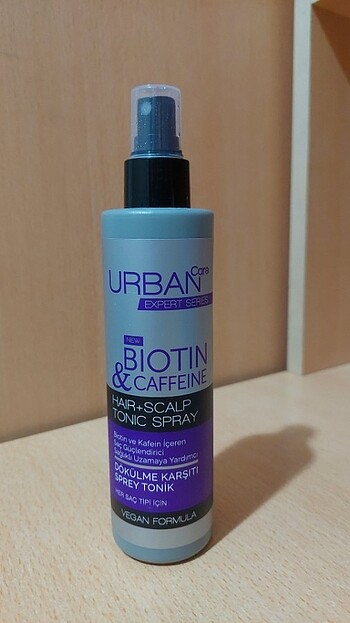 URBAN Care
EXPERT SERIES
NEW
BIOTIN
& CAFFEINE
HAIR+SCALP
TONIC SPRAY
Biotin ve Kafein İçeren
Saç Güçlendirici
Sağlıklı Uzamaya Yardımcı
DÖKÜLME KARŞITI
SPREY TONİK
HER SAÇ TİPİ İÇİN
VEGAN FORMULA